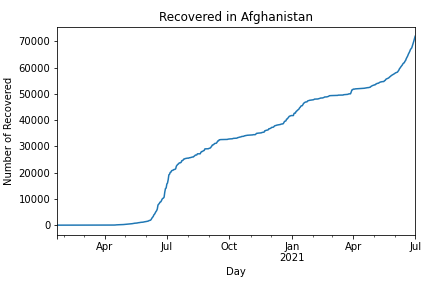 Recovered in Afghanistan
Number of Recovered
70000
60000
50000
40000
30000
20000
10000
0
Apr
Jul
Oct
Jan
2021
Apr
Jul
Day